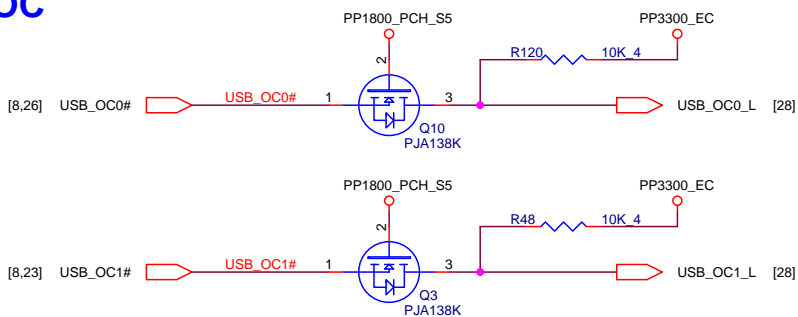 OC
PP1800_PCH_S5
PP3300_EC
R120 10K_4
2
[8,26] USB_OC0# USB_OC0# 1 3 USB_OC0_L [28]
Q10
PJA138K
PP1800_PCH_S5
PP3300_EC
R48 10K_4
2
[8,23] USB_OC1# USB_OC1# 1 3 USB_OC1_L [28]
Q3
PJA138K